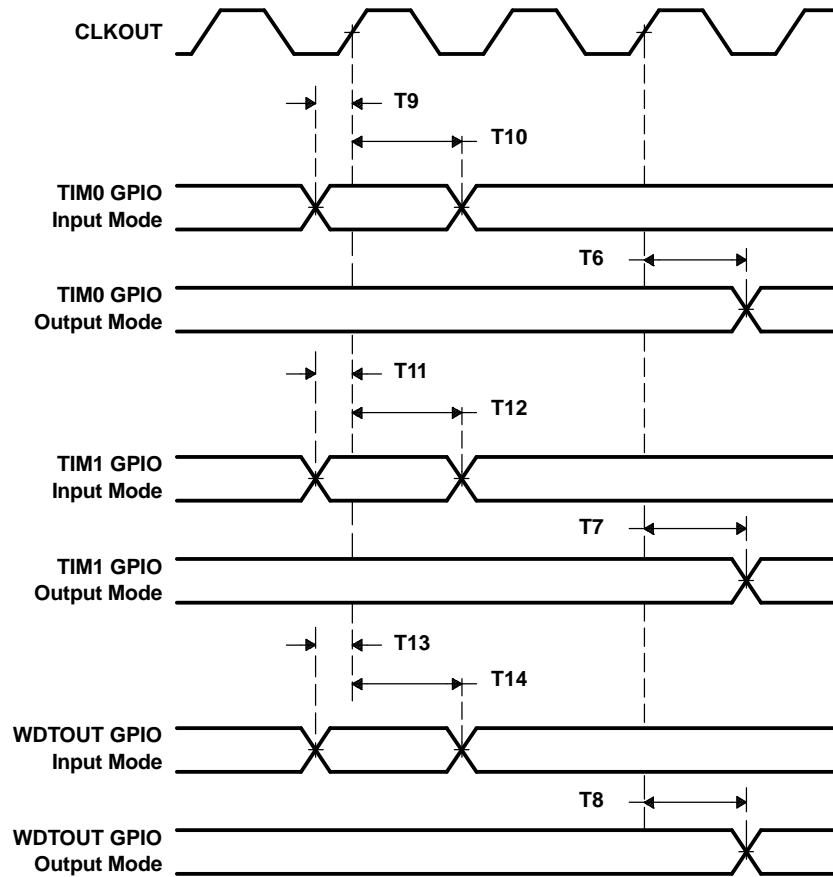 CLKOUT
T9
T10
TIM0 GPIO
Input Mode
T6
TIM0 GPIO
Output Mode
T11
T12
TIM1 GPIO
Input Mode
T7
TIM1 GPIO
Output Mode
T13
T14
WDTOUT GPIO
Input Mode
T8
WDTOUT GPIO
Output Mode